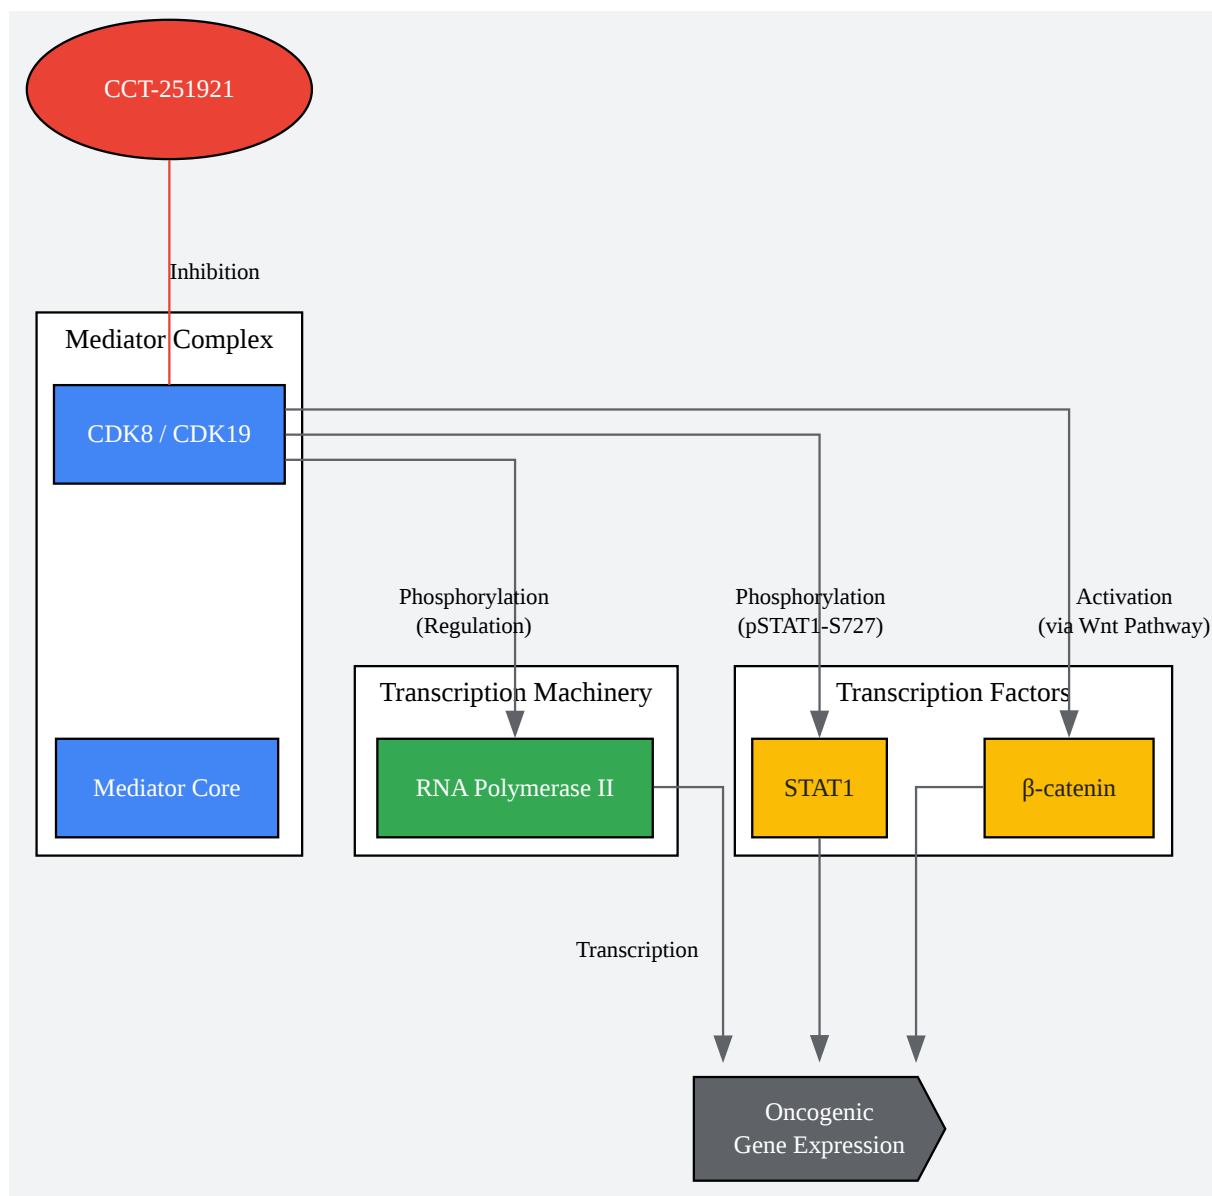 CCT-251921
Inhibition
Mediator Complex
CDK8 / CDK19
Phosphorylation
(Regulation)
Phosphorylation
(pSTAT1-S727)
Activation
(via Wnt Pathway)
Transcription Machinery
Transcription Factors
Mediator Core
RNA Polymerase II
STAT1
β-catenin
Transcription
Oncogenic
Gene Expression